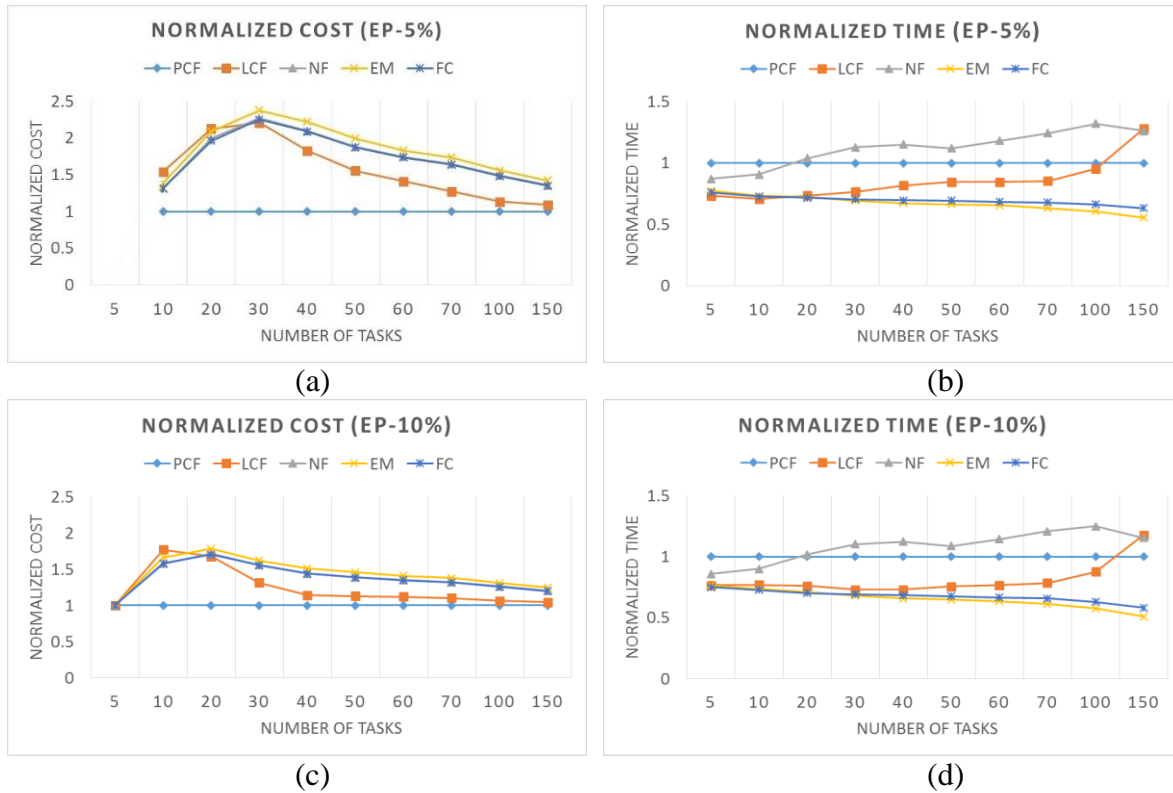 NORMALIZED COST (EP-5%)
PCF LCF NF EM FC
2.5
2
1.5
1
0.5
0
NORMALIZED COST
5 10 20 30 40 50 60 70 100 150
NUMBER OF TASKS
(a)
NORMALIZED TIME (EP-5%)
PCF LCF NF EM FC
1.5
1
0.5
0
NORMALIZED TIME
5 10 20 30 40 50 60 70 100 150
NUMBER OF TASKS
(b)
NORMALIZED COST (EP-10%)
PCF LCF NF EM FC
2.5
2
1.5
1
0.5
0
NORMALIZED COST
5 10 20 30 40 50 60 70 100 150
NUMBER OF TASKS
(c)
NORMALIZED TIME (EP-10%)
PCF LCF NF EM FC
1.5
1
0.5
0
NORMALIZED TIME
5 10 20 30 40 50 60 70 100 150
NUMBER OF TASKS
(d)